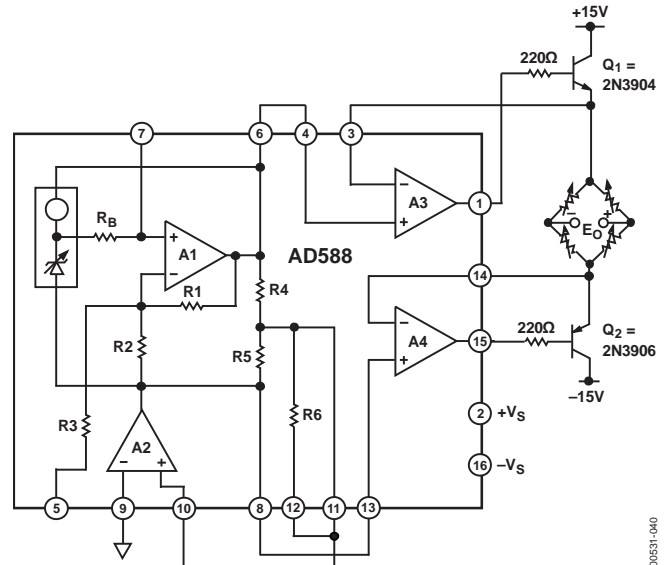 +15V
220Ω
Q1 =
2N3904
7
6
4
3
RB
+
−
A1
AD588
−
+
A3
1
−
+
EO
R1
R4
R2
R5
R3
R6
A2
−
+
14
−
+
A4
15
220Ω
Q2 =
2N3906
−15V
2
+VS
16
−VS
5
9
10
8
12
11
13
00531-040